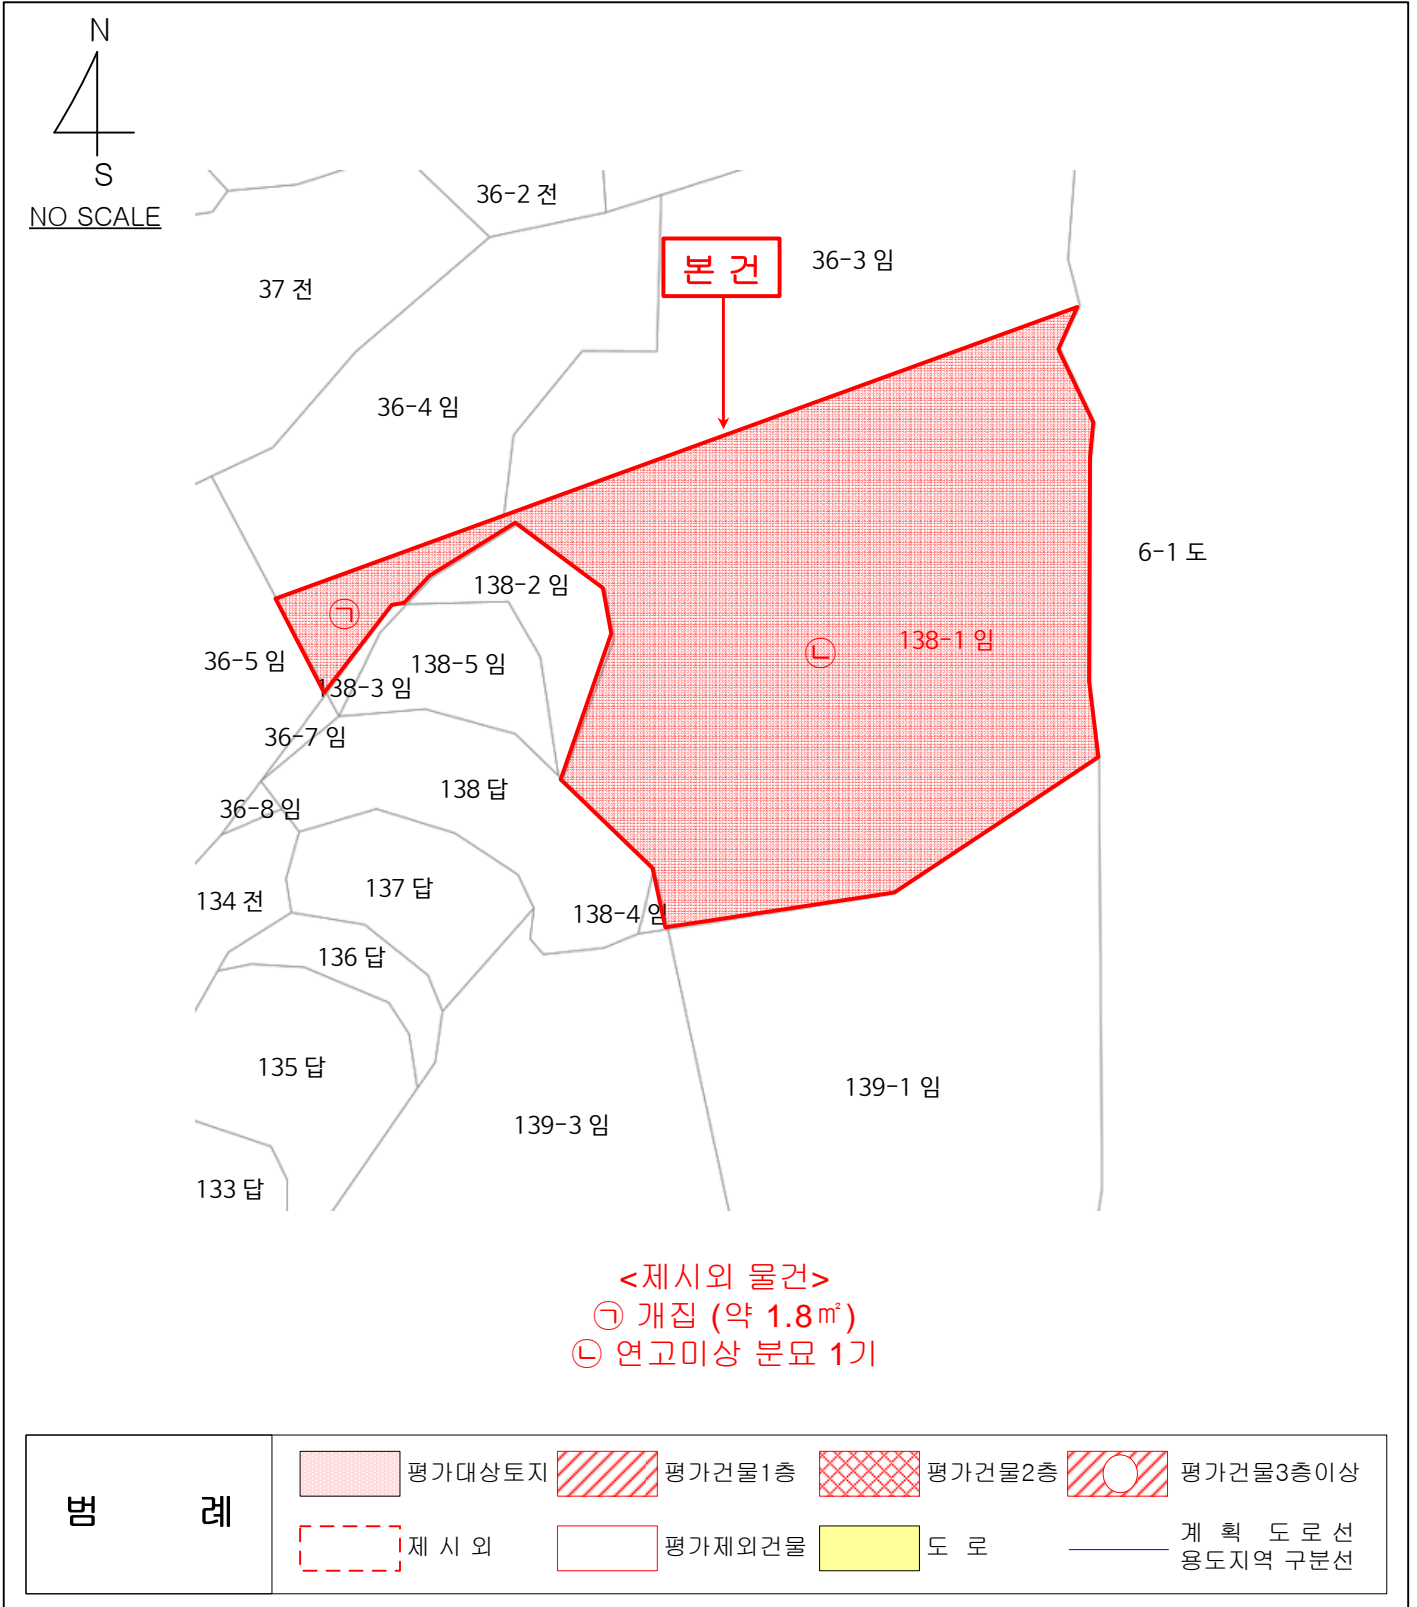 N
S
NO SCALE
36-2 전
본 건
36-3 임
37 전
36-4 임
6-1 도
138-2 임
㉠
138-1 임
㉡
36-5 임
138-5 임
138-3 임
36-7 임
138 답
36-8 임
137 답
134 전
138-4 임
136 답
135 답
139-1 임
139-3 임
133 답
<제시외 물건>
㉠ 개집 (약 1.8㎡)
㉡ 연고미상 분묘 1기
범 례
평가대상토지
평가건물1층
평가건물2층
평가건물3층이상
제 시 외
평가제외건물
도 로
계 획 도 로 선
용도지역 구분선